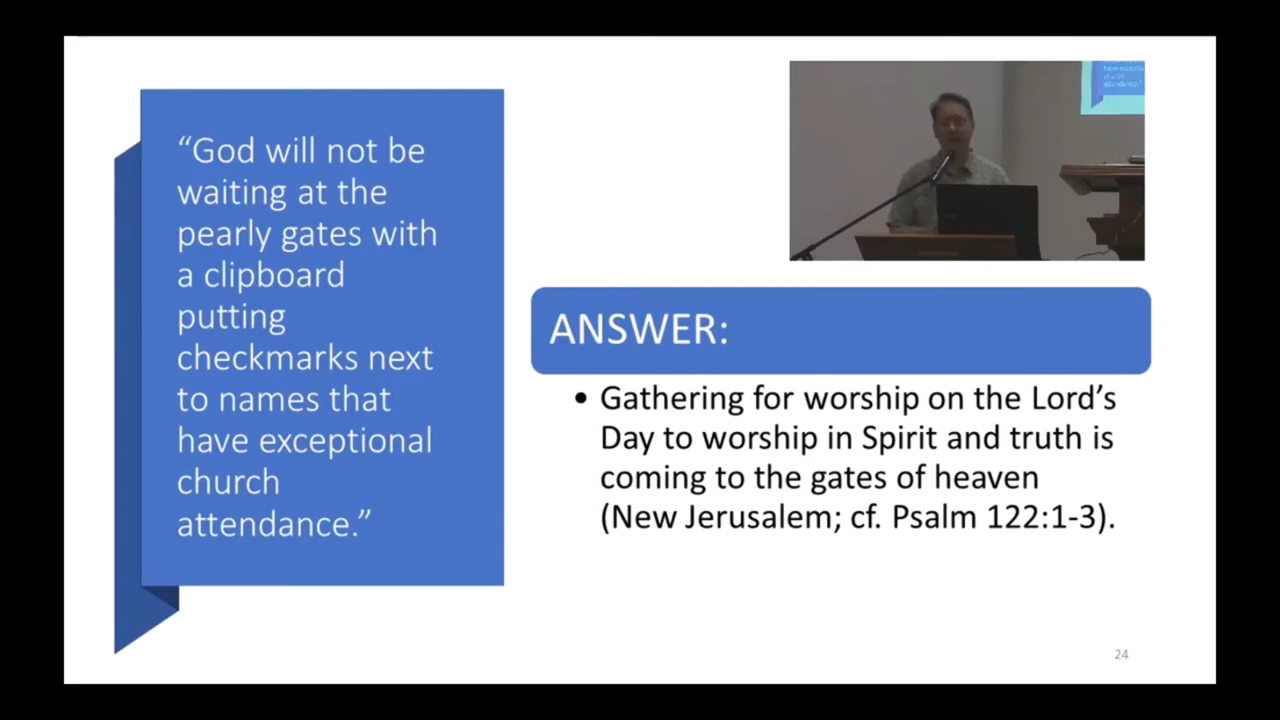 “God will not be
waiting at the
pearly gates with
a clipboard
putting
checkmarks next
to names that
have exceptional
church
attendance.”
ANSWER:
• Gathering for worship on the Lord’s
Day to worship in Spirit and truth is
coming to the gates of heaven
(New Jerusalem; cf. Psalm 122:1-3).
24